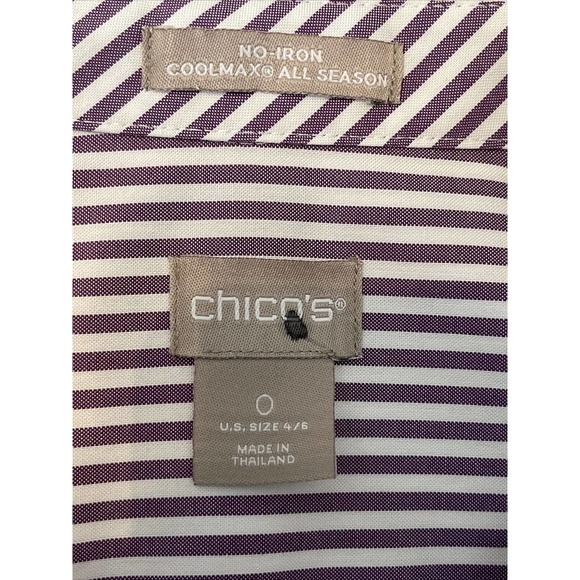 NO-IRON
COOLMAX® ALL SEASON
chico's®
0
U.S. SIZE 4/6
MADE IN
THAILAND